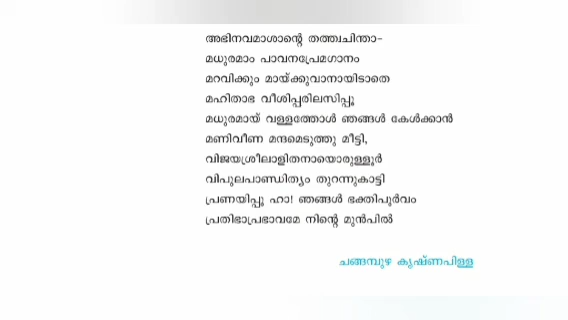 അഭിനവമാശാന്റെ തത്ത്വചിന്താ-
മധുരമാം പാവനപ്രേമഗാനം
മറവിക്കും മായ്ക്കുവാനായിടാതെ
മഹിതാഭ വീശിപ്പരിലസിപ്പൂ
മധുരമായ് വള്ളത്തോൾ ഞങ്ങൾ കേൾക്കാൻ
മണിവീണ മന്ദമെടുത്തു മീട്ടി,
വിജയശ്രീലാളിതനായൊരുള്ളൂർ
വിപുലപാണ്ഡിത്യം തുറന്നുകാട്ടി
പ്രണയിപ്പൂ ഹാ! ഞങ്ങൾ ഭക്തിപൂർവം
പ്രതിഭാപ്രഭാവമേ നിന്റെ മുൻപിൽ
ചങ്ങമ്പുഴ കൃഷ്ണപിള്ള